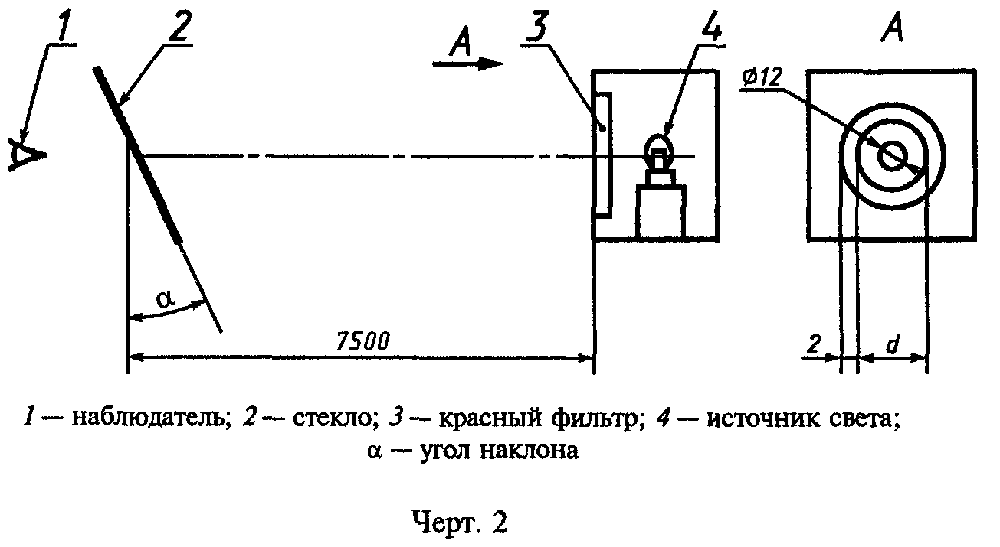 1 2 A 3 4 A
Ø12
α
7500 2 d
1 — наблюдатель; 2 — стекло; 3 — красный фильтр; 4 — источник света;
α — угол наклона
Черт. 2